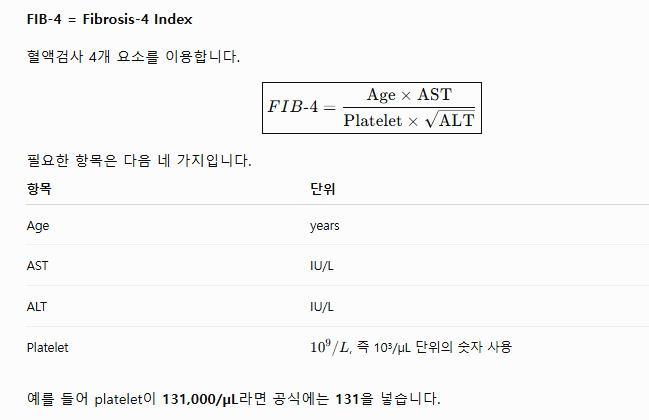 FIB-4 = Fibrosis-4 Index
혈액검사 4개 요소를 이용합니다.
FIB-4 = Age × AST / Platelet × √ALT
필요한 항목은 다음 네 가지입니다.
항목 단위
Age years
AST IU/L
ALT IU/L
Platelet 10⁹/L, 즉 10³/μL 단위의 숫자 사용
예를 들어 platelet이 131,000/μL라면 공식에는 131을 넣습니다.